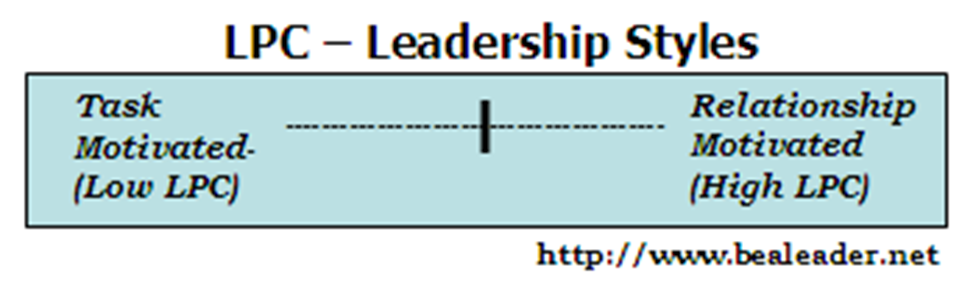 LPC – Leadership Styles
Task
Motivated-
(Low LPC)
Relationship
Motivated
(High LPC)
http://www.bealeader.net